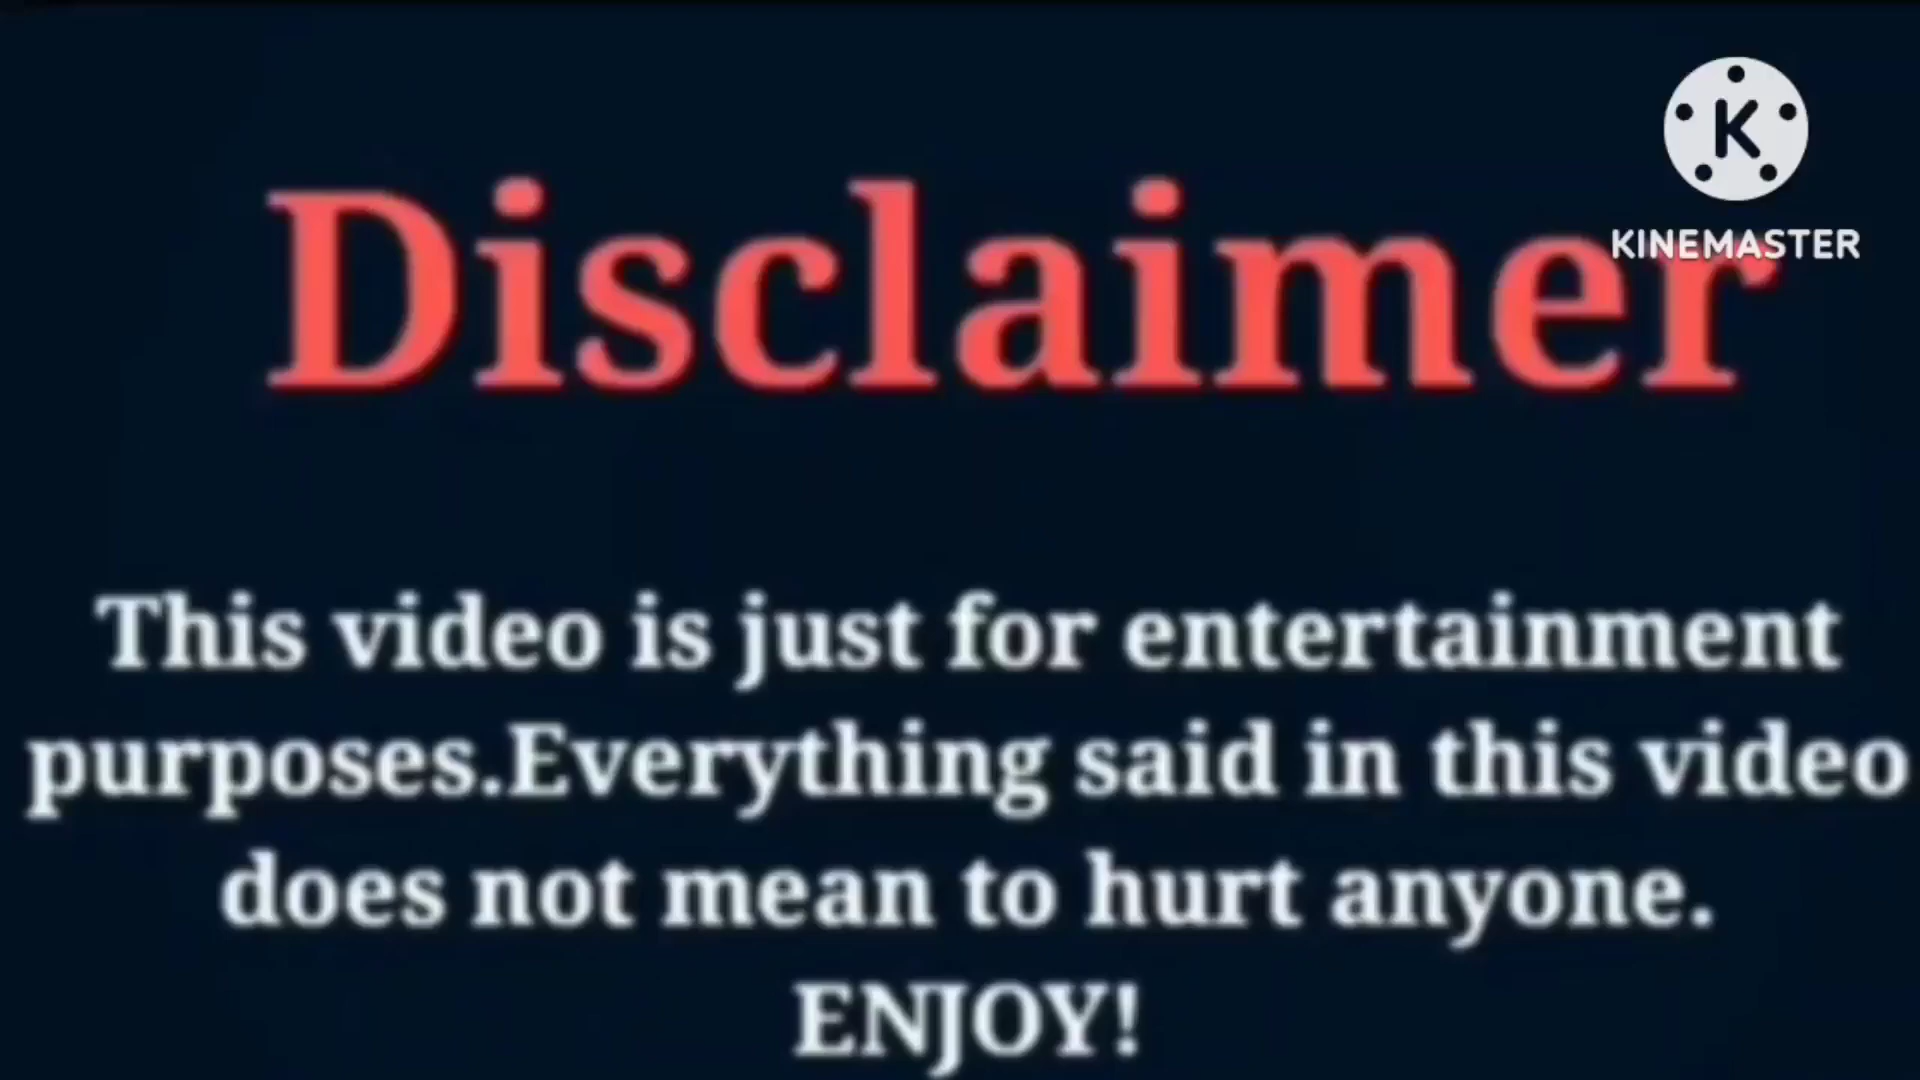 K
KINEMASTER
Disclaimer
This video is just for entertainment
purposes.Everything said in this video
does not mean to hurt anyone.
ENJOY!